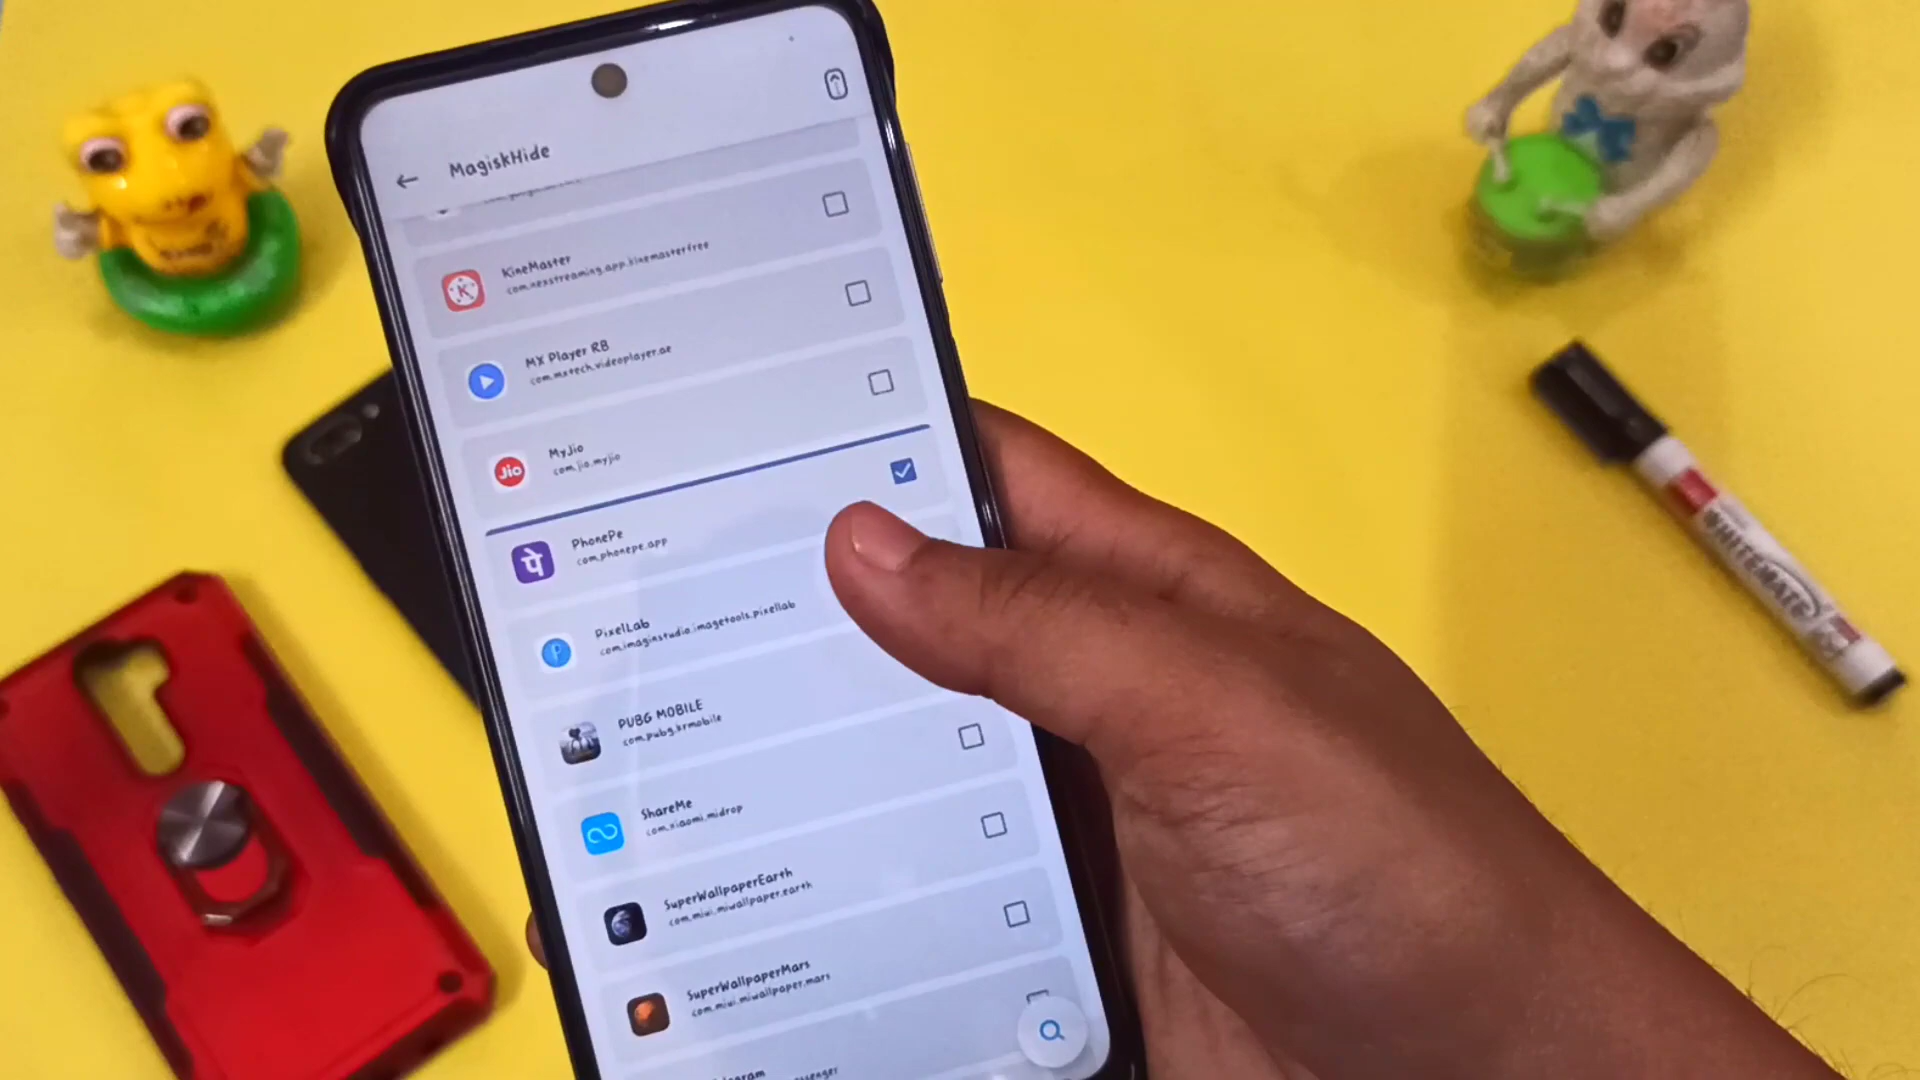 MagiskHide
KineMaster
com.nexstreaming.app.kinemasterfree
MX Player RB
com.mxtech.videoplayer.ae
MyJio
com.jio.myjio
Jio
PhonePe
com.phonepe.app
पे
PixelLab
com.imaginstudio.imagetools.pixellab
PUBG MOBILE
com.pubg.krmobile
ShareMe
com.xiaomi.midrop
SuperWallpaperEarth
com.miui.miwallpaper.earth
SuperWallpaperMars
com.miui.miwallpaper.mars
WHITEMATE